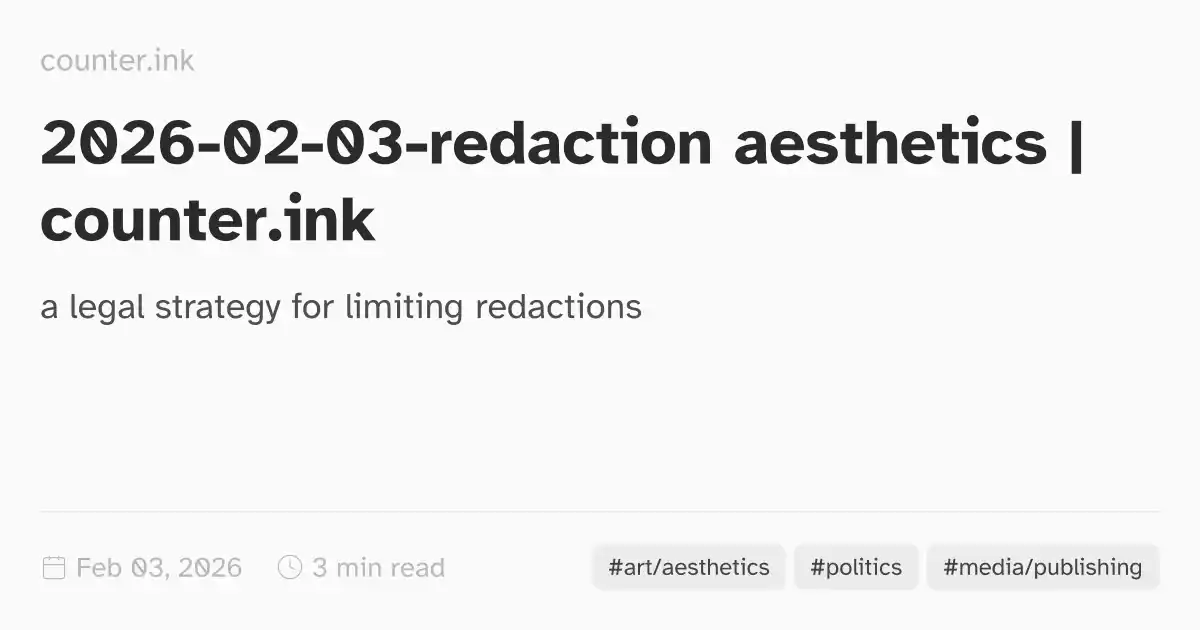 counter.ink
2026-02-03-redaction aesthetics |
counter.ink
a legal strategy for limiting redactions
Feb 03, 2026 3 min read #art/aesthetics #politics #media/publishing